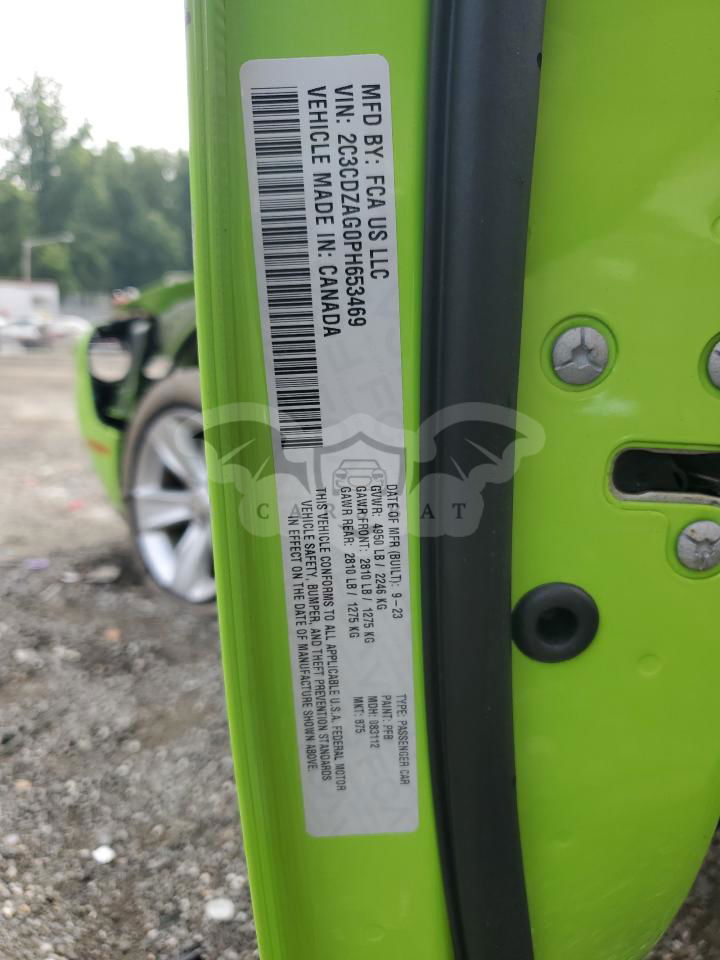 MFD BY: FCA US LLC
VIN: 2C3CDZAG0PH653469
VEHICLE MADE IN: CANADA
DATE OF MFR (BUILT): 9-23
GVWR: 4950 LB / 2246 KG
GAWR FRONT: 2810 LB / 1275 KG
GAWR REAR: 2810 LB / 1275 KG
THIS VEHICLE CONFORMS TO ALL APPLICABLE U.S.A. FEDERAL MOTOR
VEHICLE SAFETY, BUMPER, AND THEFT PREVENTION STANDARDS
IN EFFECT ON THE DATE OF MANUFACTURE SHOWN ABOVE.
TYPE: PASSENGER CAR
PAINT: PFB
MDH: 083112
MKT: 875